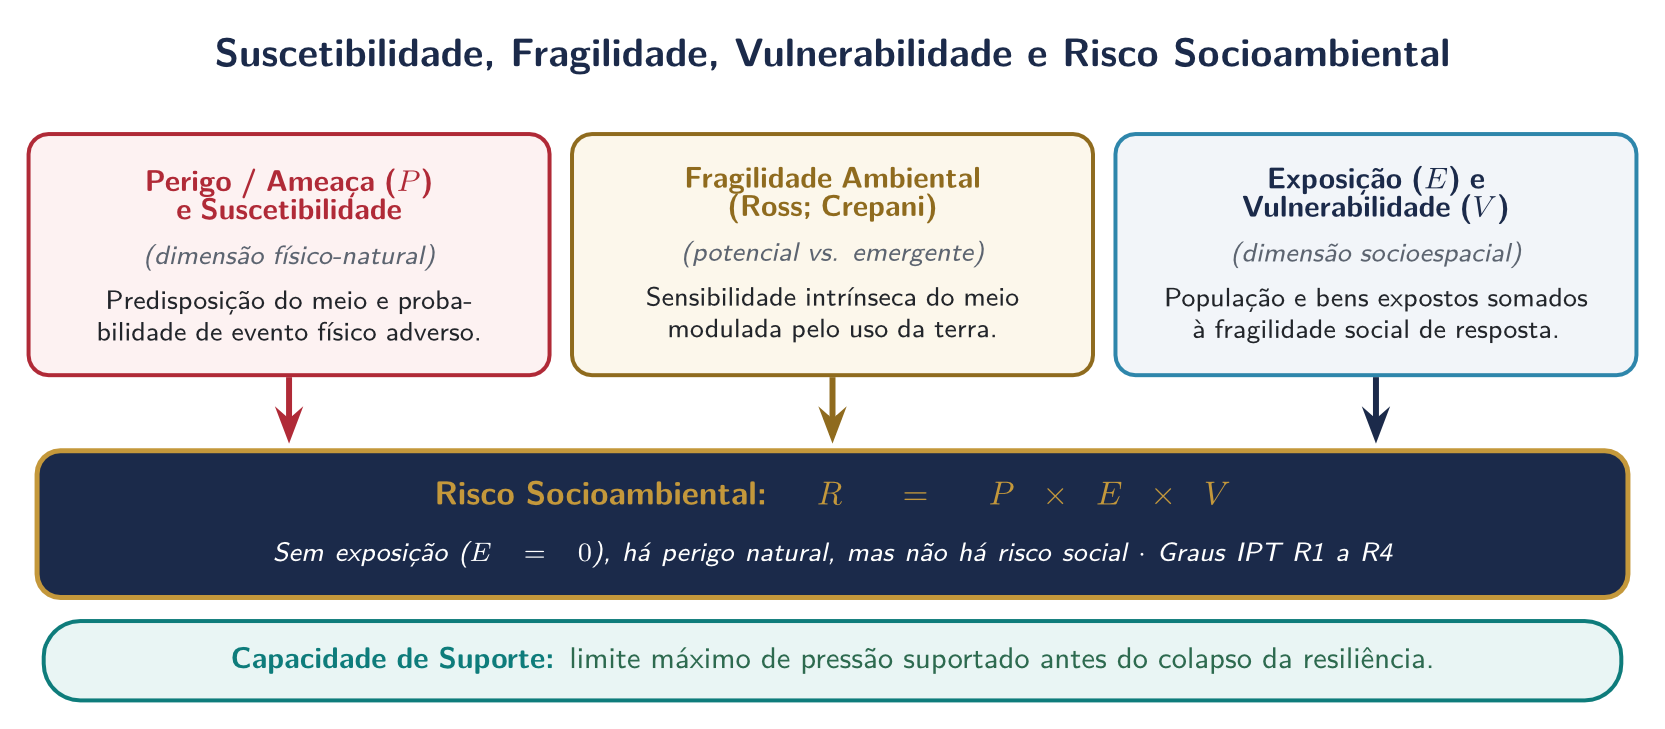 Suscetibilidade, Fragilidade, Vulnerabilidade e Risco Socioambiental
Perigo / Ameaça (P)
e Suscetibilidade
(dimensão físico-natural)
Predisposição do meio e proba-
bilidade de evento físico adverso.
Fragilidade Ambiental
(Ross; Crepani)
(potencial vs. emergente)
Sensibilidade intrínseca do meio
modulada pelo uso da terra.
Exposição (E) e
Vulnerabilidade (V)
(dimensão socioespacial)
População e bens expostos somados
à fragilidade social de resposta.
Risco Socioambiental: R = P × E × V
Sem exposição (E = 0), há perigo natural, mas não há risco social · Graus IPT R1 a R4
Capacidade de Suporte: limite máximo de pressão suportado antes do colapso da resiliência.